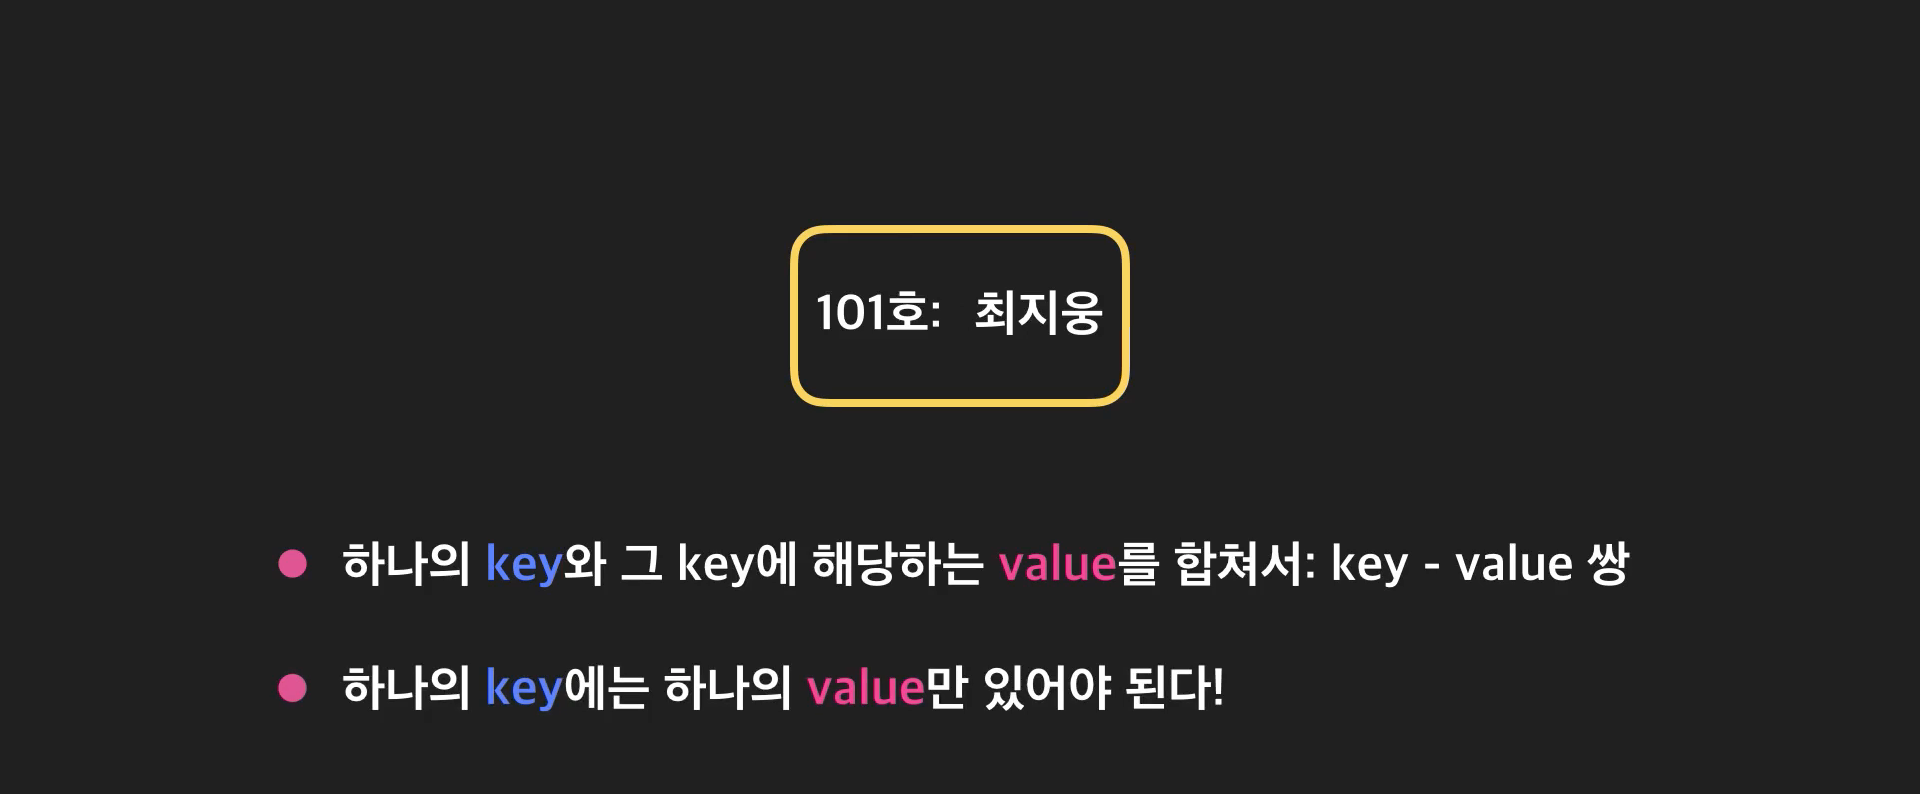 101호: 최지웅
하나의 key와 그 key에 해당하는 value를 합쳐서: key - value 쌍
하나의 key에는 하나의 value만 있어야 된다!